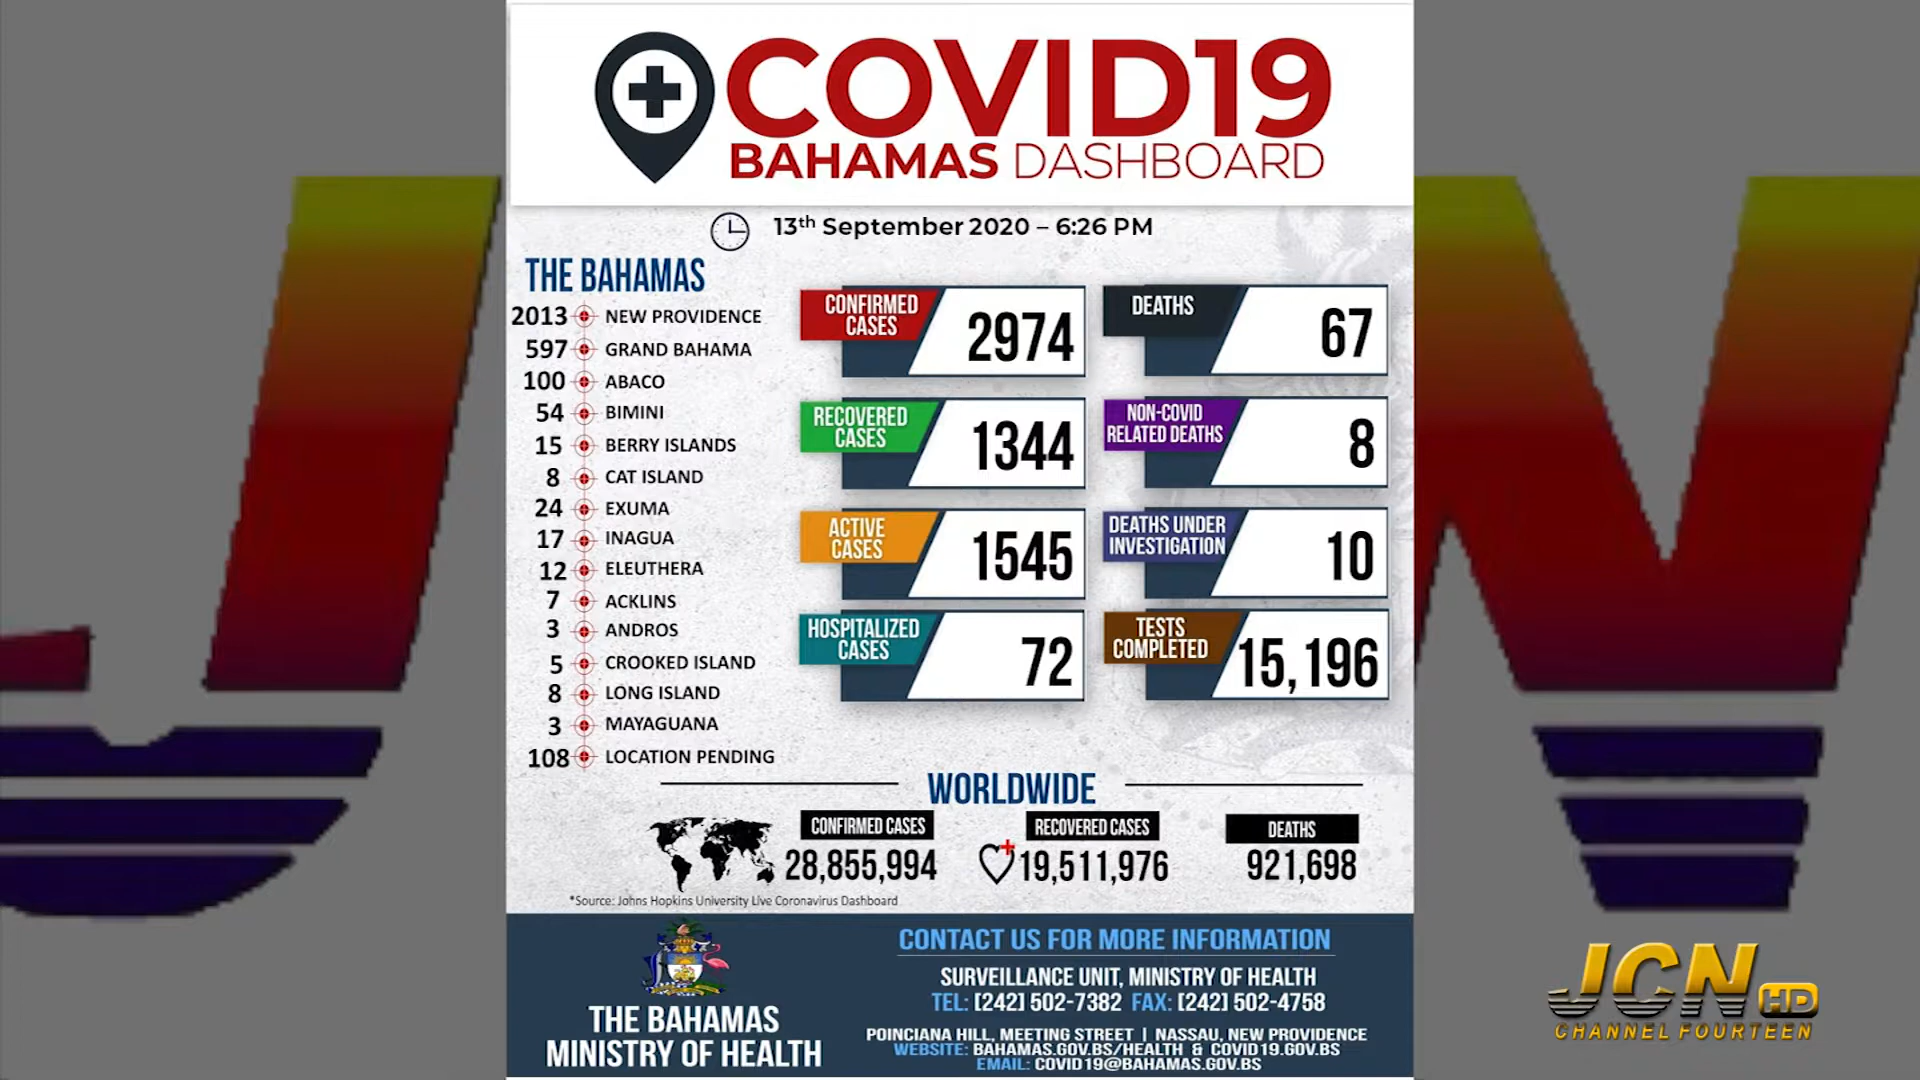 COVID19
BAHAMAS DASHBOARD
13th September 2020 – 6:26 PM
THE BAHAMAS
2013 NEW PROVIDENCE
597 GRAND BAHAMA
100 ABACO
54 BIMINI
15 BERRY ISLANDS
8 CAT ISLAND
24 EXUMA
17 INAGUA
12 ELEUTHERA
7 ACKLINS
3 ANDROS
5 CROOKED ISLAND
8 LONG ISLAND
3 MAYAGUANA
108 LOCATION PENDING
CONFIRMED
CASES
2974
RECOVERED
CASES
1344
ACTIVE
CASES
1545
HOSPITALIZED
CASES
72
DEATHS
67
NON-COVID
RELATED DEATHS
8
DEATHS UNDER
INVESTIGATION
10
TESTS
COMPLETED
15,196
WORLDWIDE
CONFIRMED CASES
28,855,994
RECOVERED CASES
19,511,976
DEATHS
921,698
*Source: Johns Hopkins University Live Coronavirus Dashboard
THE BAHAMAS
MINISTRY OF HEALTH
CONTACT US FOR MORE INFORMATION
SURVEILLANCE UNIT, MINISTRY OF HEALTH
TEL: [242] 502-7382 FAX: [242] 502-4758
POINCIANA HILL, MEETING STREET | NASSAU, NEW PROVIDENCE
WEBSITE: BAHAMAS.GOV.BS/HEALTH & COVID19.GOV.BS
EMAIL: COVID19@BAHAMAS.GOV.BS
JCN HD
CHANNEL FOURTEEN